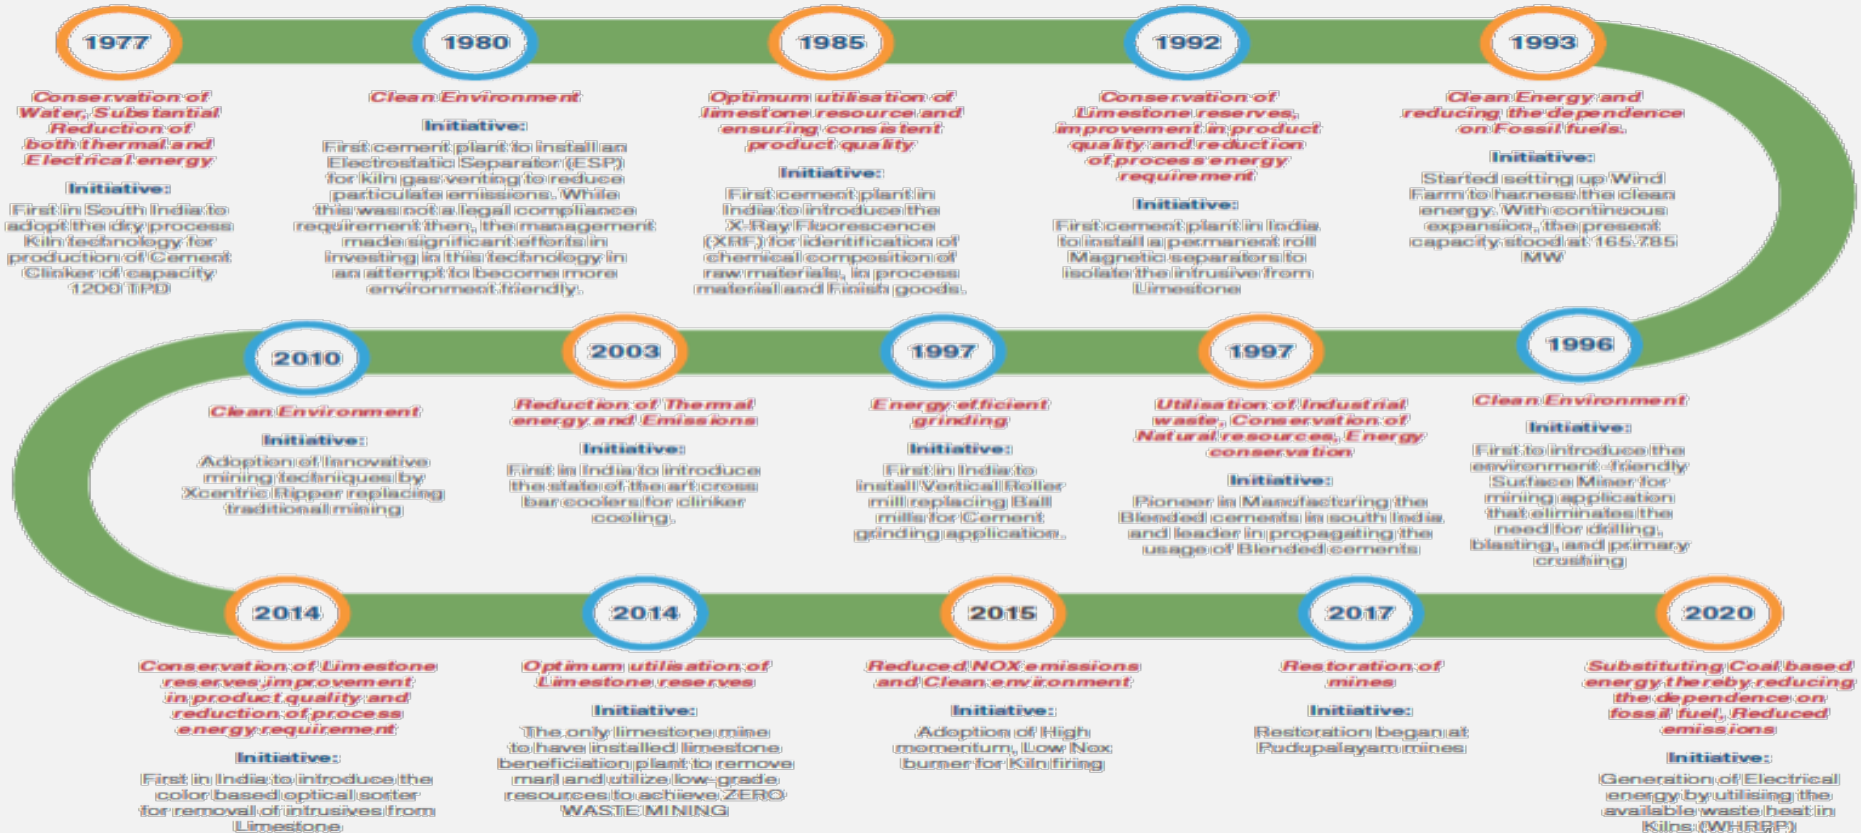 1977
Conservation of
Water, Substantial
Reduction of
both thermal and
Electrical energy
Initiative:
First in South India to
adopt the dry process
Kiln technology for
production of Cement
Clinker of capacity
1200 TPD
1980
Clean Environment
Initiative:
First cement plant to install an
Electrostatic Separator (ESP)
for kiln gas venting to reduce
particulate emissions. While
this was not a legal compliance
requirement then, the management
made significant efforts in
investing in this technology in
an attempt to become more
environment friendly.
1985
Optimum utilisation of
limestone resource and
ensuring consistent
product quality
Initiative:
First cement plant in
India to introduce the
X-Ray Fluorescence
(XRF) for identification of
chemical composition of
raw materials, in process
material and Finish goods.
1992
Conservation of
Limestone reserves,
improvement in product
quality and reduction
of process energy
requirement
Initiative:
First cement plant in India
to install a permanent roll
Magnetic separators to
isolate the intrusive from
Limestone
1993
Clean Energy and
reducing the dependence
on Fossil fuels.
Initiative:
Started setting up Wind
Farm to harness the clean
energy. With continuous
expansion, the present
capacity stood at 165.785
MW
1996
Clean Environment
Initiative:
First to introduce the
environment -friendly
Surface Miner for
mining application
that eliminates the
need for drilling,
blasting, and primary
crushing
1997
Utilisation of Industrial
waste, Conservation of
Natural resources, Energy
conservation
Initiative:
Pioneer in Manufacturing the
Blended cements in south India
and leader in propagating the
usage of Blended cements
1997
Energy efficient
grinding
Initiative:
First in India to
install Vertical Roller
mill replacing Ball
mills for Cement
grinding application.
2003
Reduction of Thermal
energy and Emissions
Initiative:
First in India to introduce
the state of the art cross
bar coolers for clinker
cooling.
2010
Clean Environment
Initiative:
Adoption of Innovative
mining techniques by
Xcentric Ripper replacing
traditional mining
2014
Conservation of Limestone
reserves,improvement
in product quality and
reduction of process
energy requirement
Initiative:
First in India to introduce the
color based optical sorter
for removal of intrusives from
Limestone
2014
Optimum utilisation of
Limestone reserves
Initiative:
The only limestone mine
to have installed limestone
beneficiation plant to remove
marl and utilize low-grade
resources to achieve ZERO
WASTE MINING
2015
Reduced NOX emissions
and Clean environment
Initiative:
Adoption of High
momentum, Low Nox
burner for Kiln firing
2017
Restoration of
mines
Initiative:
Restoration began at
Pudupalayam mines
2020
Substituting Coal based
energy thereby reducing
the dependence on
fossil fuel, Reduced
emissions
Initiative:
Generation of Electrical
energy by utilising the
available waste heat in
Kilns (WHRPP)